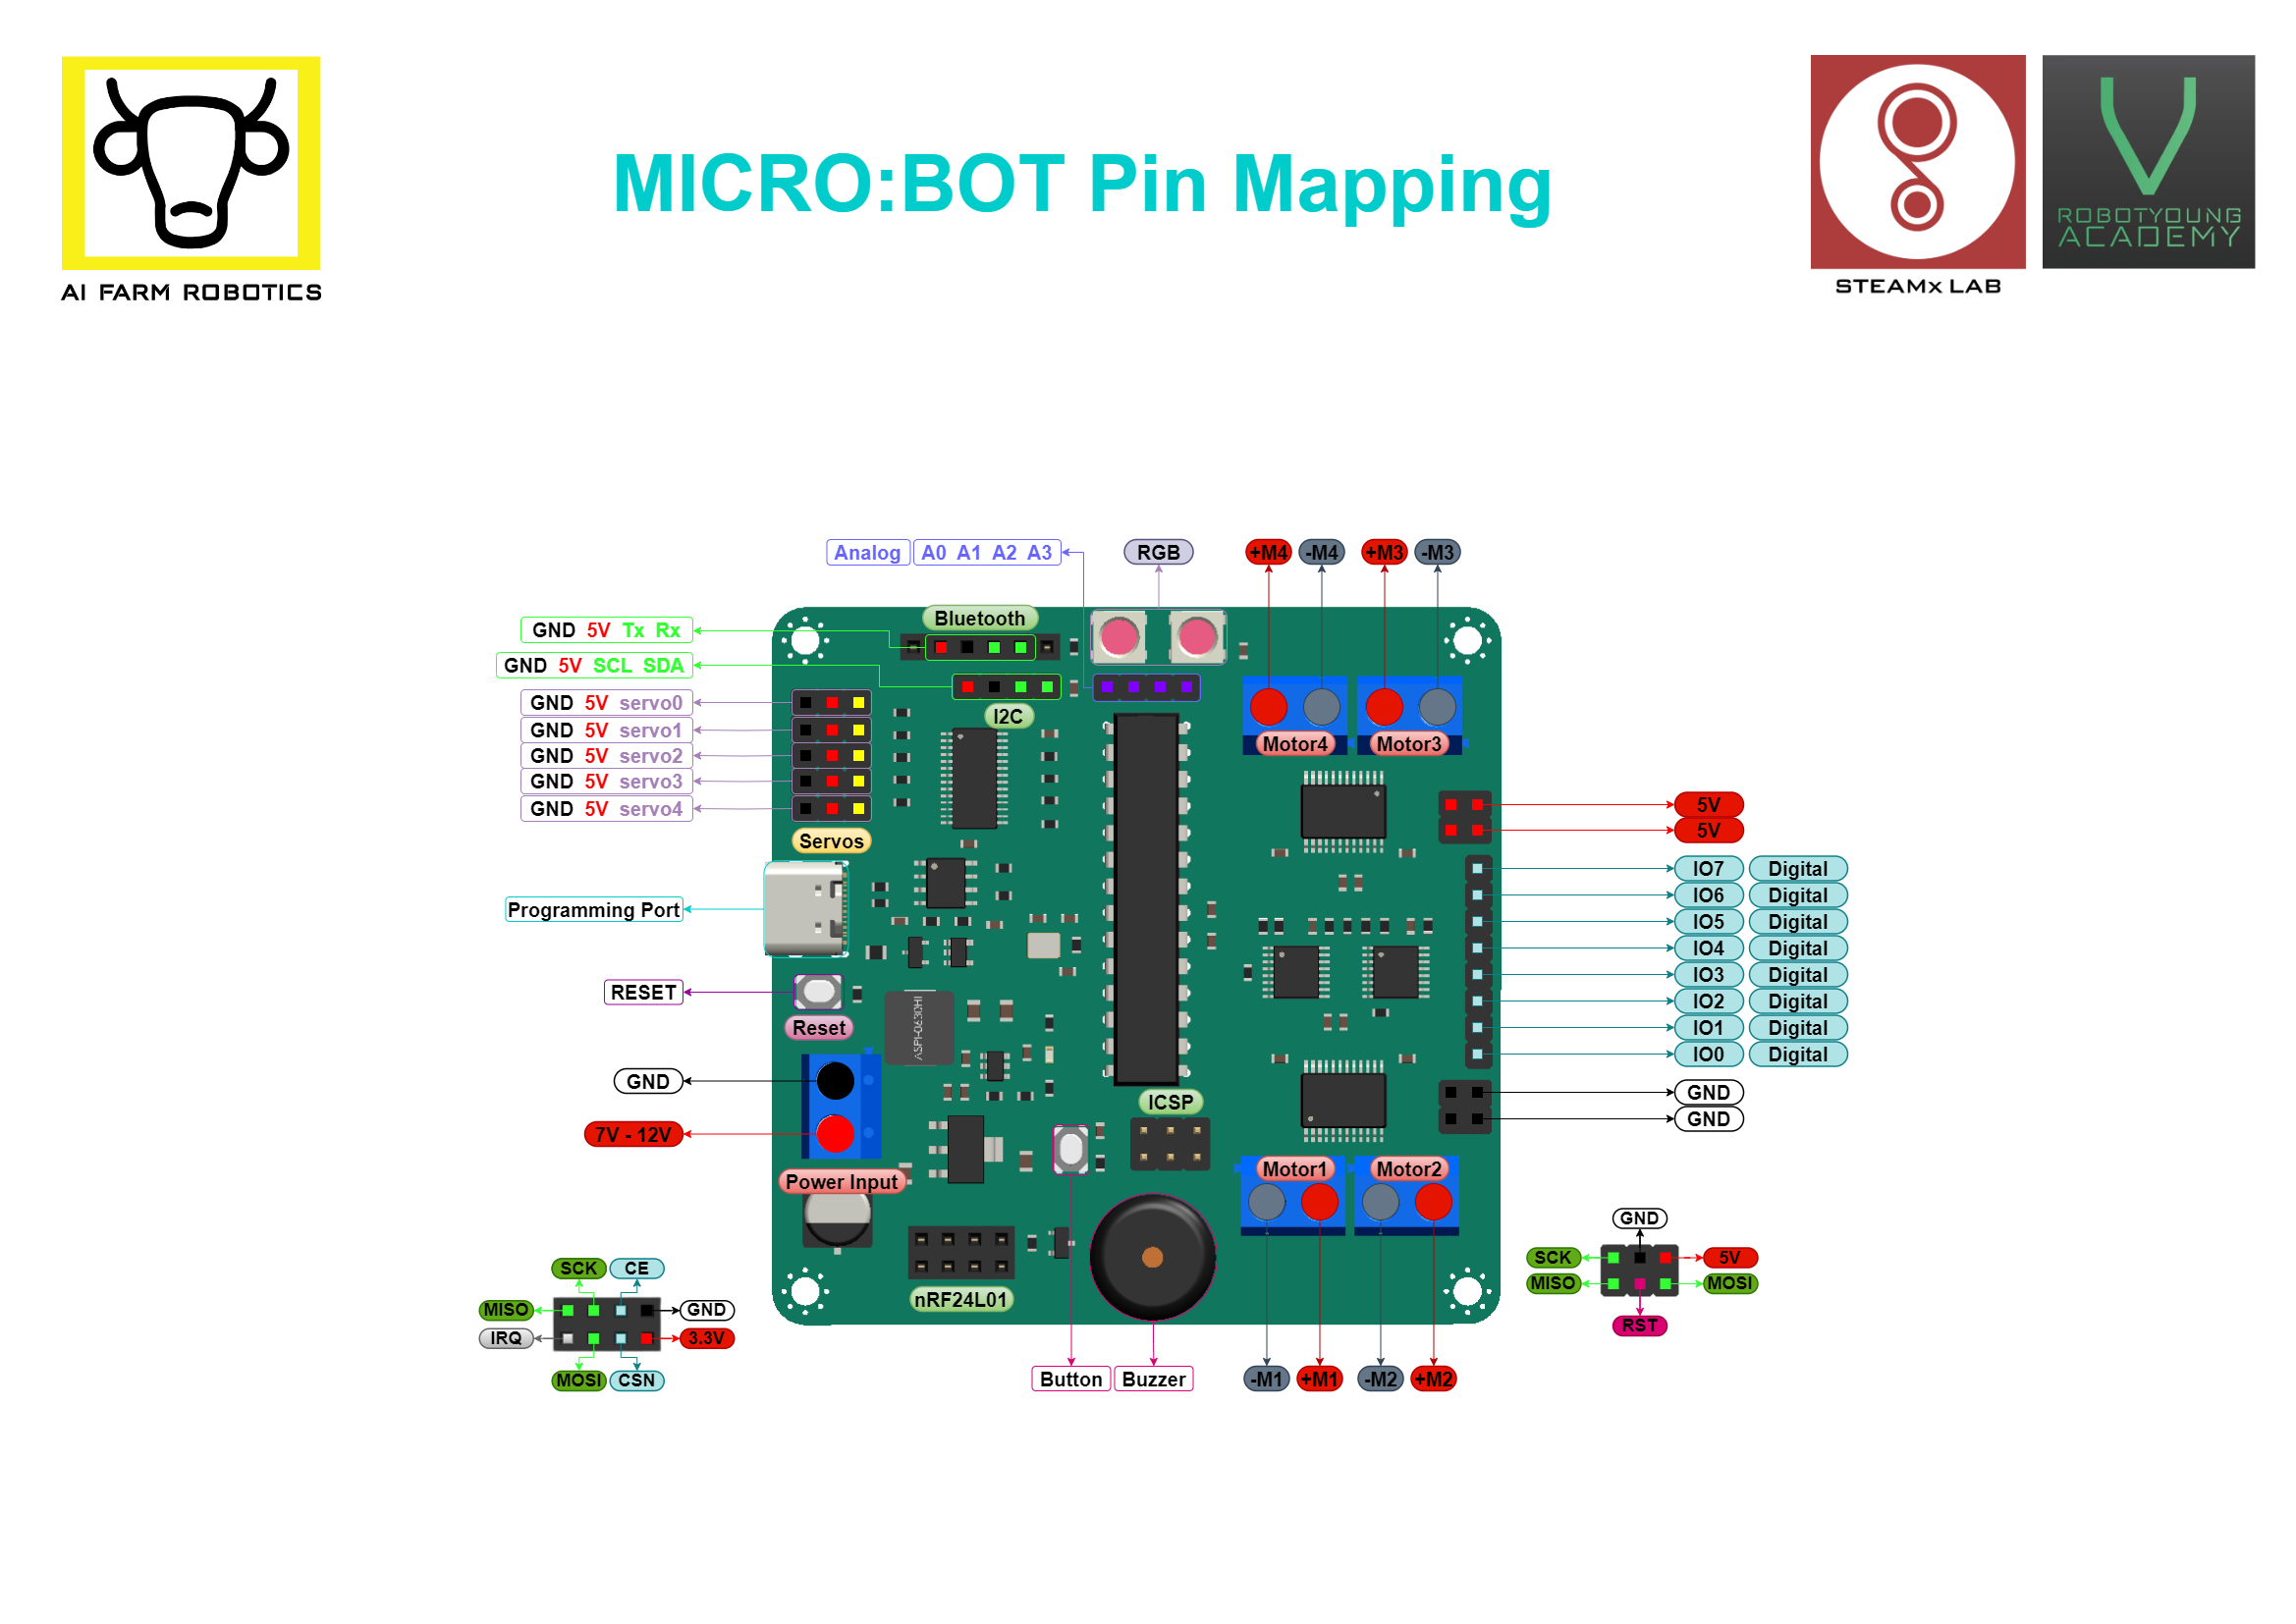 MICRO:BOT Pin Mapping
AI FARM ROBOTICS
STEAMx LAB
ROBOTYOUNG
ACADEMY
Analog A0 A1 A2 A3
RGB
+M4 -M4 +M3 -M3
Bluetooth
GND 5V Tx Rx
GND 5V SCL SDA
I2C
GND 5V servo0
GND 5V servo1
GND 5V servo2
GND 5V servo3
GND 5V servo4
Servos
Motor4 Motor3
5V
5V
Programming Port
IO7 Digital
IO6 Digital
IO5 Digital
IO4 Digital
IO3 Digital
IO2 Digital
IO1 Digital
IO0 Digital
RESET
Reset
ASPI-0630HI
GND
7V - 12V
Power Input
ICSP
GND
GND
Motor1 Motor2
nRF24L01
SCK CE
MISO GND
IRQ 3.3V
MOSI CSN
Button Buzzer
-M1 +M1 -M2 +M2
GND
SCK 5V
MISO MOSI
RST